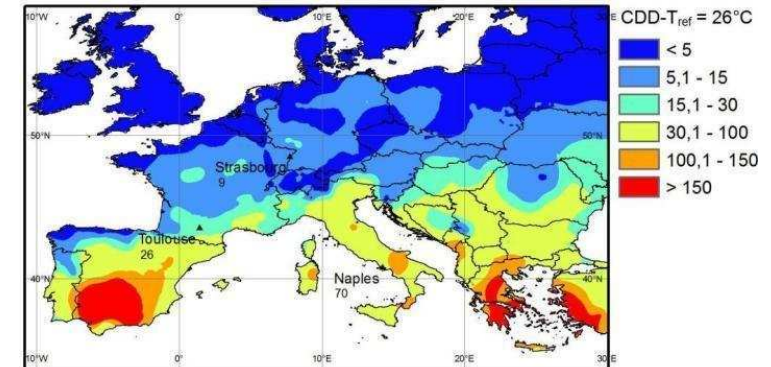 10°W 0° 10°E 20°E 30°E
CDD-Tref = 26°C
< 5
5,1 - 15
15,1 - 30
30,1 - 100
100,1 - 150
> 150
50°N 50°N
Strasbourg
9
Toulouse
26
40°N 40°N
Naples
70
10°W 0° 10°E 20°E 30°E